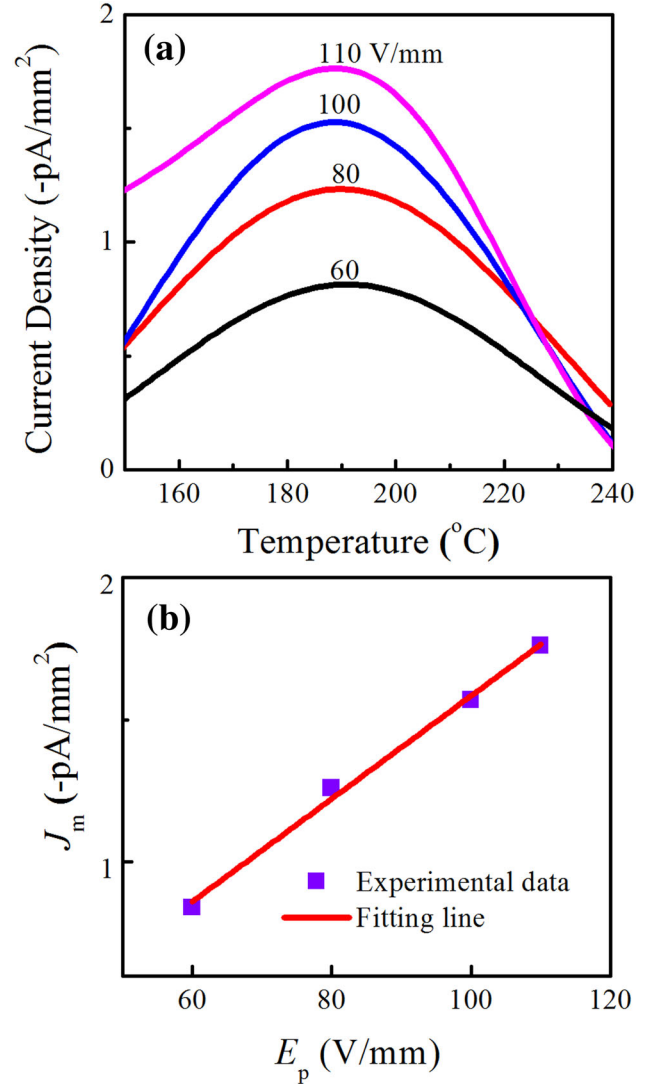 2
(a)
110 V/mm
100
80
60
1
0
Current Density (-pA/mm²)
160 180 200 220 240
Temperature (°C)
2
(b)
1
Jm (-pA/mm²)
Experimental data
Fitting line
60 80 100 120
Ep (V/mm)